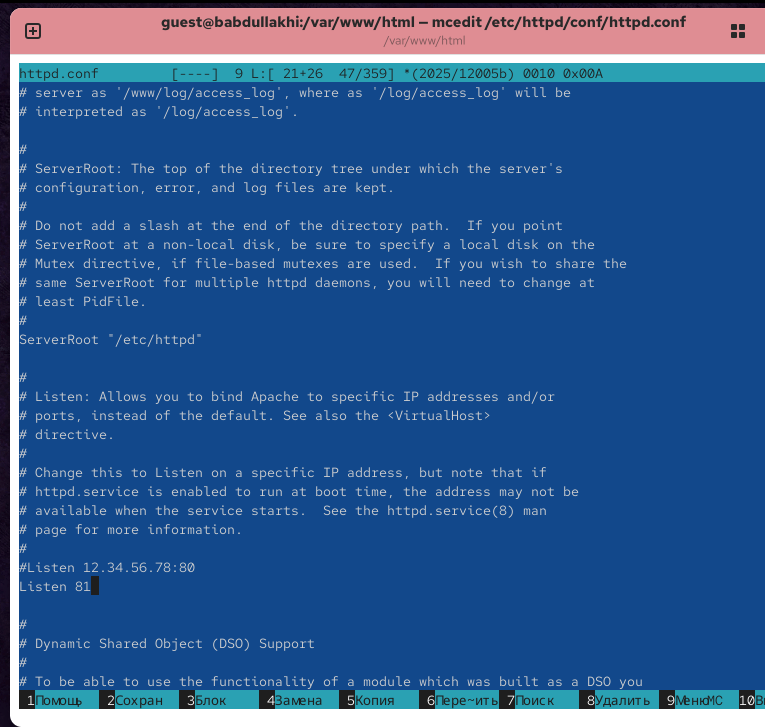 guest@babdullakhi:/var/www/html — mcedit /etc/httpd/conf/httpd.conf
/var/www/html
httpd.conf [----] 9 L:[ 21+26 47/359] *(2025/12005b) 0010 0x00A
# server as '/www/log/access_log', where as '/log/access_log' will be
# interpreted as '/log/access_log'.
#
# ServerRoot: The top of the directory tree under which the server's
# configuration, error, and log files are kept.
#
# Do not add a slash at the end of the directory path.  If you point
# ServerRoot at a non-local disk, be sure to specify a local disk on the
# Mutex directive, if file-based mutexes are used.  If you wish to share the
# same ServerRoot for multiple httpd daemons, you will need to change at
# least PidFile.
#
ServerRoot "/etc/httpd"
#
# Listen: Allows you to bind Apache to specific IP addresses and/or
# ports, instead of the default. See also the <VirtualHost>
# directive.
#
# Change this to Listen on a specific IP address, but note that if
# httpd.service is enabled to run at boot time, the address may not be
# available when the service starts.  See the httpd.service(8) man
# page for more information.
#
#Listen 12.34.56.78:80
Listen 81
#
# Dynamic Shared Object (DSO) Support
#
# To be able to use the functionality of a module which was built as a DSO you
1Помощь 2Сохран 3Блок 4Замена 5Копия 6Пере~ить 7Поиск 8Удалить 9МенюMC 10